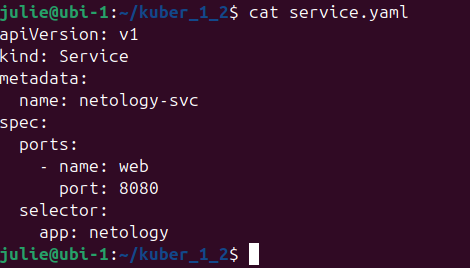 julie@ubi-1:~/kuber_1_2$ cat service.yaml
apiVersion: v1
kind: Service
metadata:
  name: netology-svc
spec:
  ports:
    - name: web
      port: 8080
  selector:
    app: netology
julie@ubi-1:~/kuber_1_2$